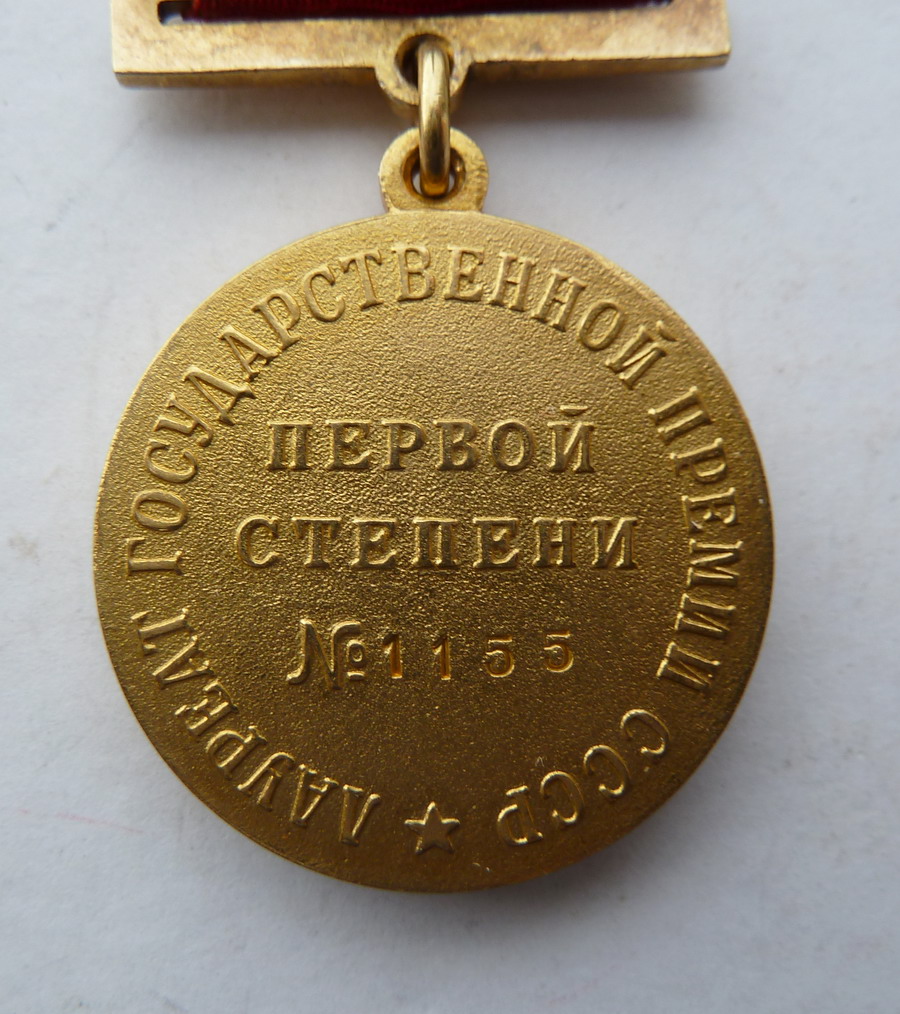 ЛАУРЕАТ ГОСУДАРСТВЕННОЙ ПРЕМИИ СССР
ПЕРВОЙ
СТЕПЕНИ
№1155